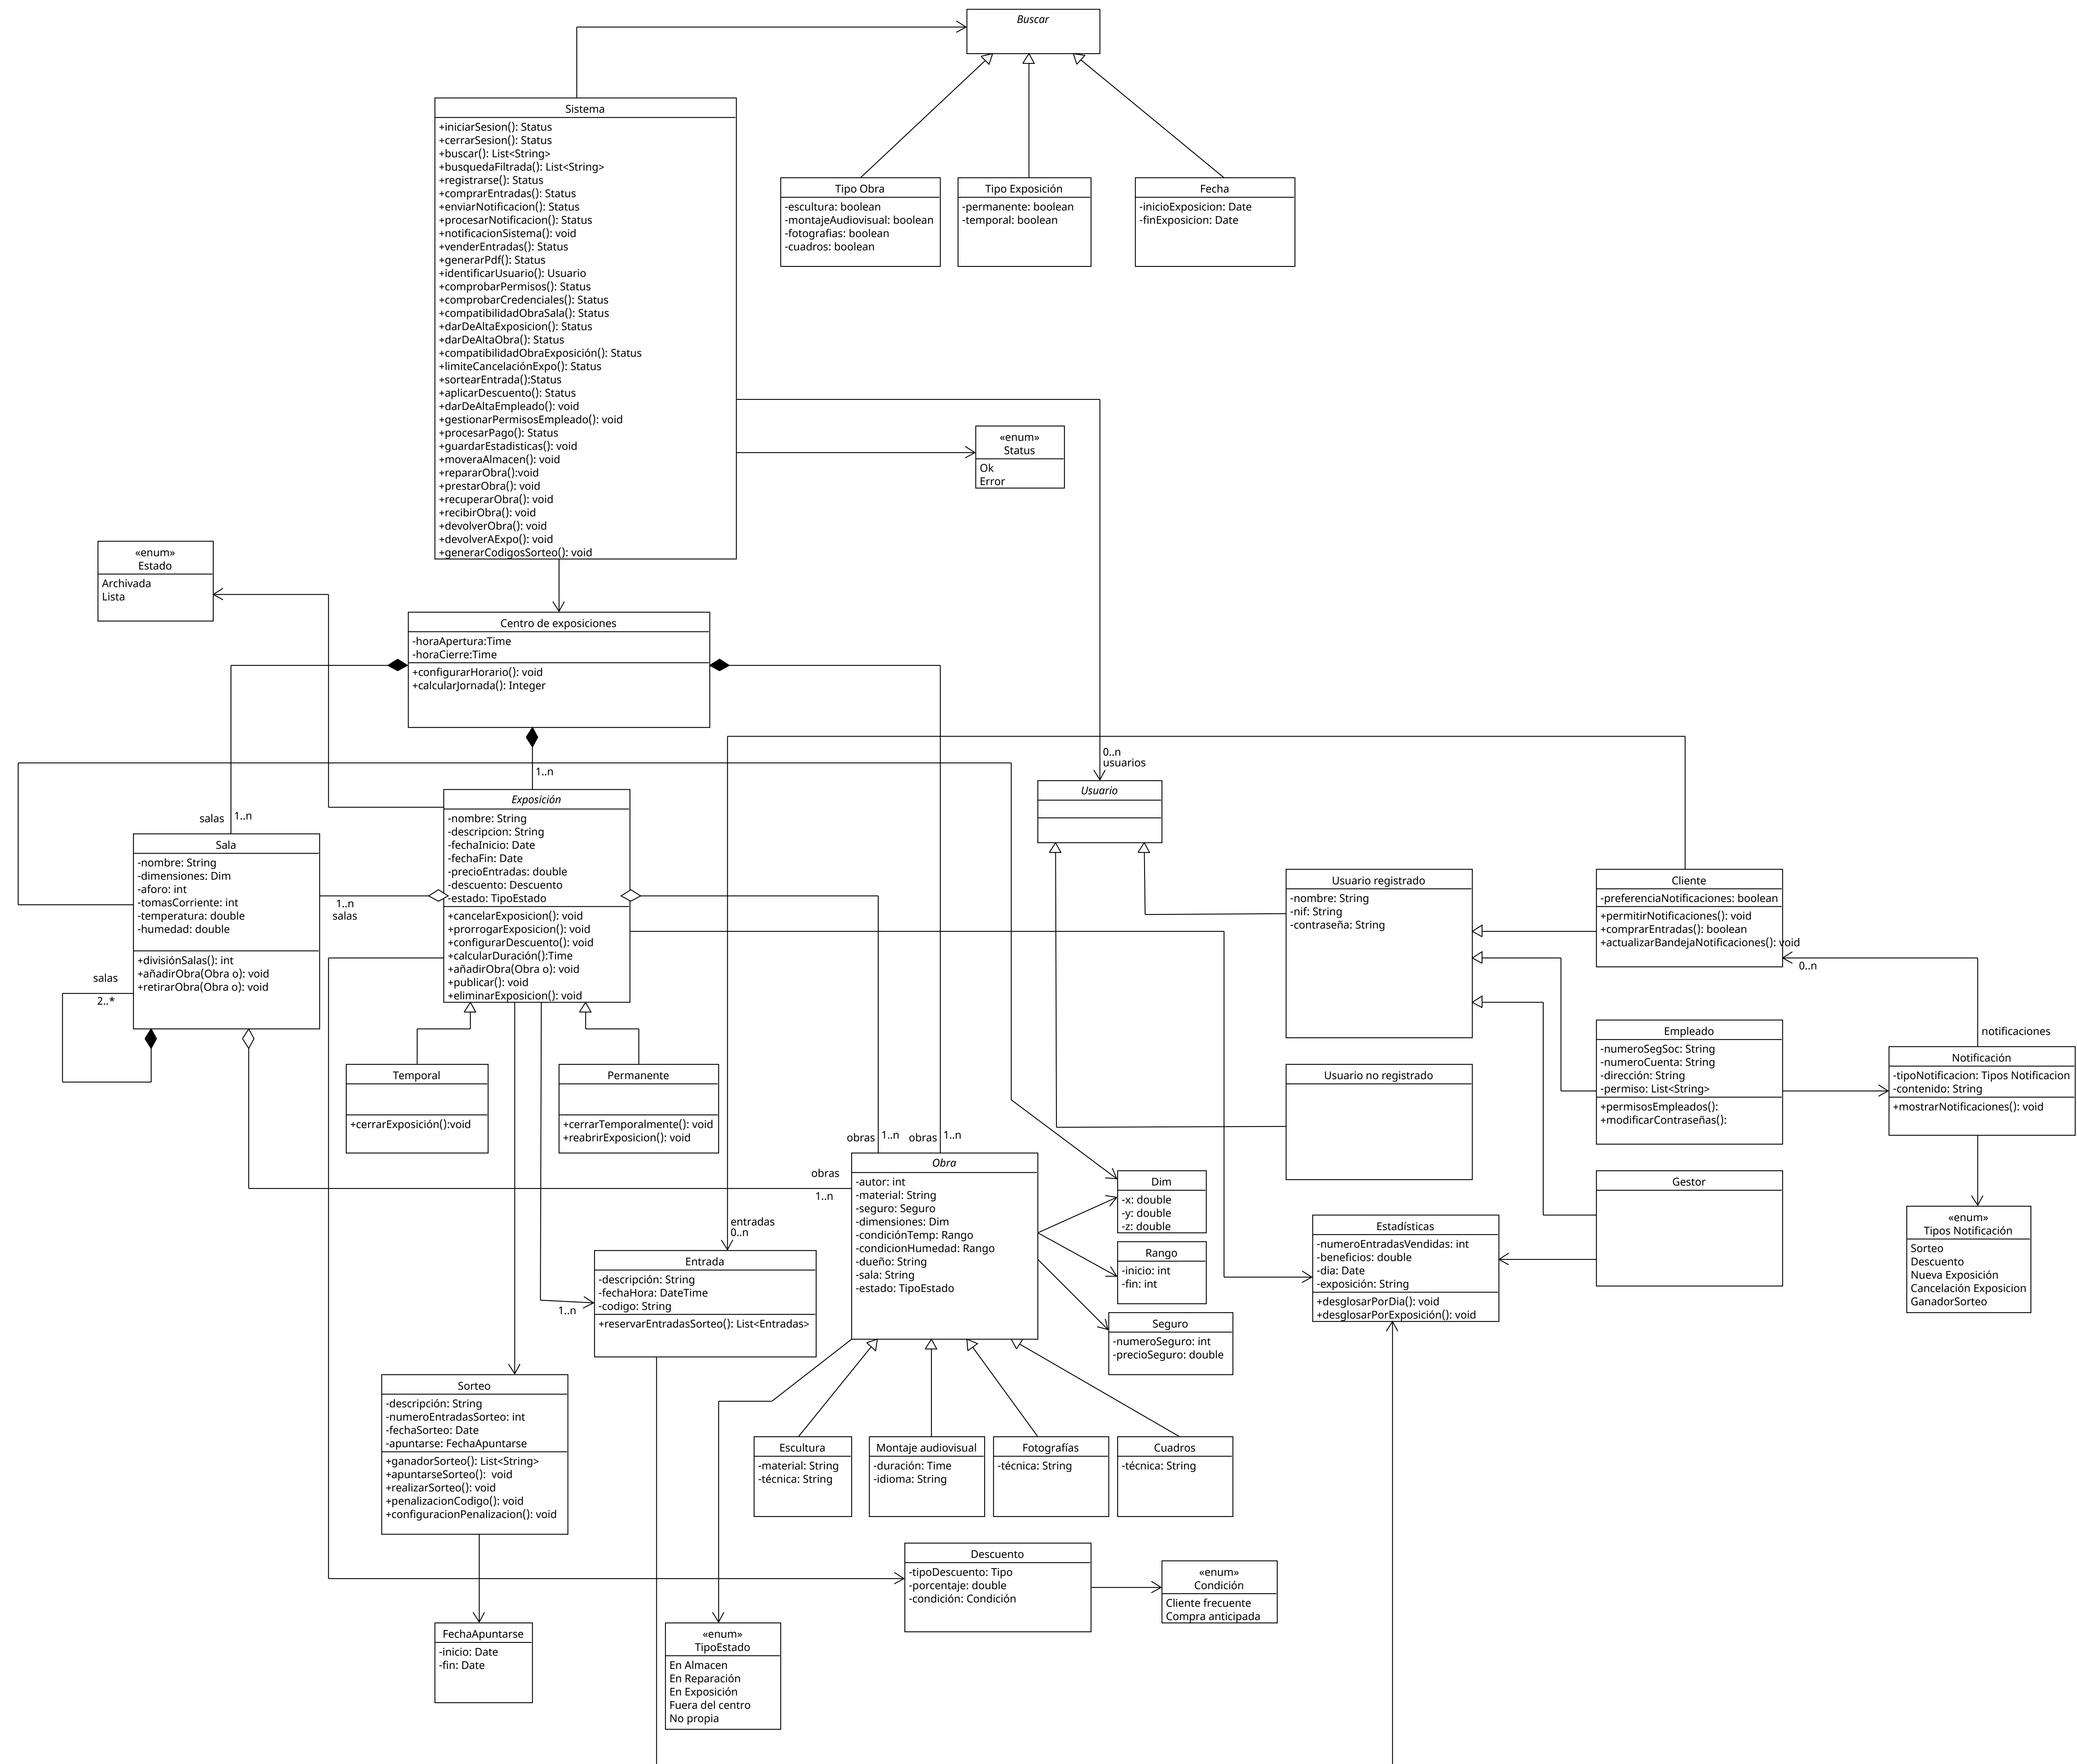 Buscar
Sistema
+iniciarSesion(): Status
+cerrarSesion(): Status
+buscar(): List<String>
+busquedaFiltrada(): List<String>
+registrarse(): Status
+comprarEntradas(): Status
+enviarNotificacion(): Status
+procesarNotificacion(): Status
+notificacionSistema(): void
+venderEntradas(): Status
+generarPdf(): Status
+identificarUsuario(): Usuario
+comprobarPermisos(): Status
+comprobarCredenciales(): Status
+compatibilidadObraSala(): Status
+darDeAltaExposicion(): Status
+darDeAltaObra(): Status
+compatibilidadObraExposición(): Status
+limiteCancelaciónExpo(): Status
+sortearEntrada():Status
+aplicarDescuento(): Status
+darDeAltaEmpleado(): void
+gestionarPermisosEmpleado(): void
+procesarPago(): Status
+guardarEstadisticas(): void
+moveraAlmacen(): void
+repararObra():void
+prestarObra(): void
+recuperarObra(): void
+recibirObra(): void
+devolverObra(): void
+devolverAExpo(): void
+generarCodigosSorteo(): void
Tipo Obra
-escultura: boolean
-montajeAudiovisual: boolean
-fotografias: boolean
-cuadros: boolean
Tipo Exposición
-permanente: boolean
-temporal: boolean
Fecha
-inicioExposicion: Date
-finExposicion: Date
«enum»
Status
Ok
Error
«enum»
Estado
Archivada
Lista
Centro de exposiciones
-horaApertura:Time
-horaCierre:Time
+configurarHorario(): void
+calcularJornada(): Integer
1..n
0..n
usuarios
salas
1..n
Sala
-nombre: String
-dimensiones: Dim
-aforo: int
-tomasCorriente: int
-temperatura: double
-humedad: double
+divisiónSalas(): int
+añadirObra(Obra o): void
+retirarObra(Obra o): void
salas
2..*
1..n
salas
Exposición
-nombre: String
-descripcion: String
-fechaInicio: Date
-fechaFin: Date
-precioEntradas: double
-descuento: Descuento
-estado: TipoEstado
+cancelarExposicion(): void
+prorrogarExposicion(): void
+configurarDescuento(): void
+calcularDuración():Time
+añadirObra(Obra o): void
+publicar(): void
+eliminarExposicion(): void
Usuario
Usuario registrado
-nombre: String
-nif: String
-contraseña: String
Cliente
-preferenciaNotificaciones: boolean
+permitirNotificaciones(): void
+comprarEntradas(): boolean
+actualizarBandejaNotificaciones(): void
0..n
notificaciones
Empleado
-numeroSegSoc: String
-numeroCuenta: String
-dirección: String
-permiso: List<String>
+permisosEmpleados():
+modificarContraseñas():
Notificación
-tipoNotificacion: Tipos Notificacion
-contenido: String
+mostrarNotificaciones(): void
Temporal
+cerrarExposición():void
Permanente
+cerrarTemporalmente(): void
+reabrirExposicion(): void
Usuario no registrado
obras
1..n
obras
1..n
obras
1..n
Obra
-autor: int
-material: String
-seguro: Seguro
-dimensiones: Dim
-condiciónTemp: Rango
-condicionHumedad: Rango
-dueño: String
-sala: String
-estado: TipoEstado
Dim
-x: double
-y: double
-z: double
Rango
-inicio: int
-fin: int
Seguro
-numeroSeguro: int
-precioSeguro: double
Gestor
Estadísticas
-numeroEntradasVendidas: int
-beneficios: double
-dia: Date
-exposición: String
+desglosarPorDia(): void
+desglosarPorExposición(): void
«enum»
Tipos Notificación
Sorteo
Descuento
Nueva Exposición
Cancelación Exposicion
GanadorSorteo
entradas
0..n
1..n
Entrada
-descripción: String
-fechaHora: DateTime
-codigo: String
+reservarEntradasSorteo(): List<Entradas>
Sorteo
-descripción: String
-numeroEntradasSorteo: int
-fechaSorteo: Date
-apuntarse: FechaApuntarse
+ganadorSorteo(): List<String>
+apuntarseSorteo():  void
+realizarSorteo(): void
+penalizacionCodigo(): void
+configuracionPenalizacion(): void
Escultura
-material: String
-técnica: String
Montaje audiovisual
-duración: Time
-idioma: String
Fotografías
-técnica: String
Cuadros
-técnica: String
Descuento
-tipoDescuento: Tipo
-porcentaje: double
-condición: Condición
«enum»
Condición
Cliente frecuente
Compra anticipada
FechaApuntarse
-inicio: Date
-fin: Date
«enum»
TipoEstado
En Almacen
En Reparación
En Exposición
Fuera del centro
No propia